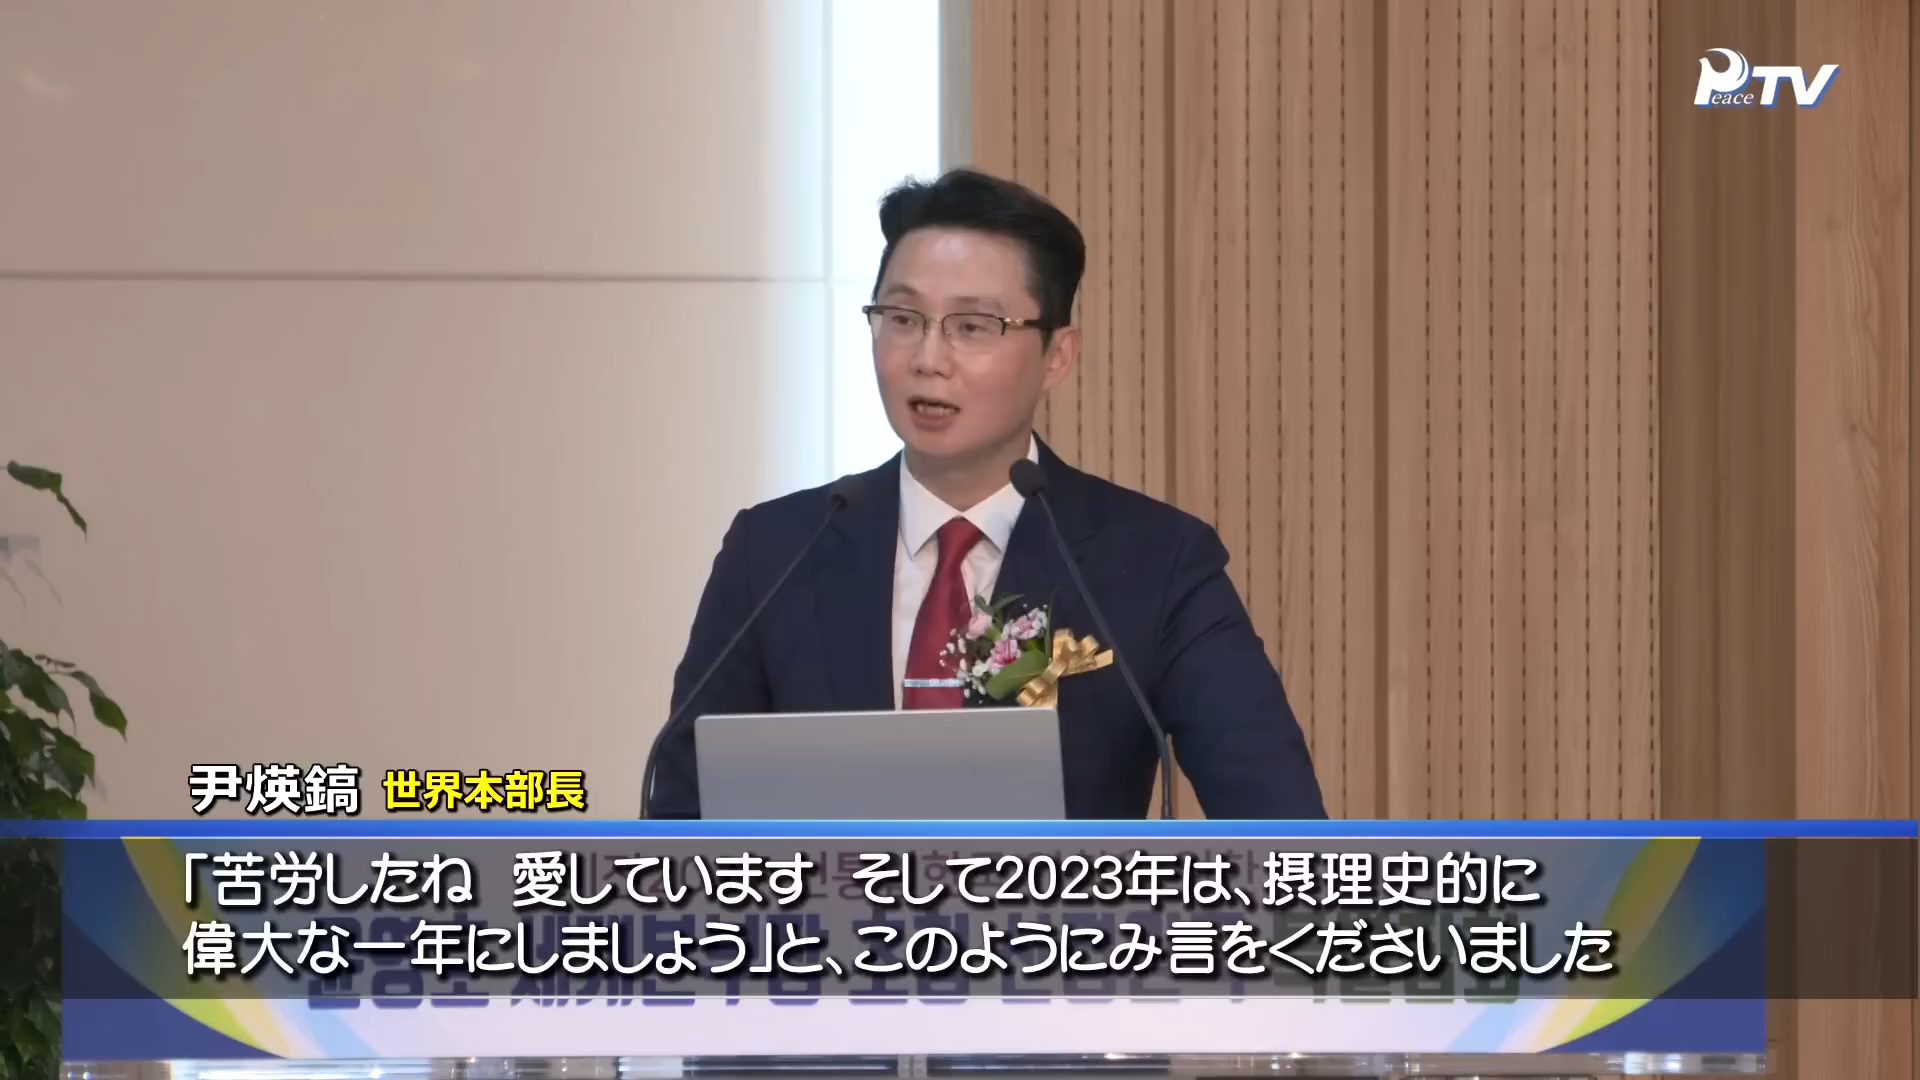 Peace TV
尹煐鎬 世界本部長
「苦労したね　愛しています　そして2023年は、摂理史的に
偉大な一年にしましょう」と、このようにみ言をくださいました